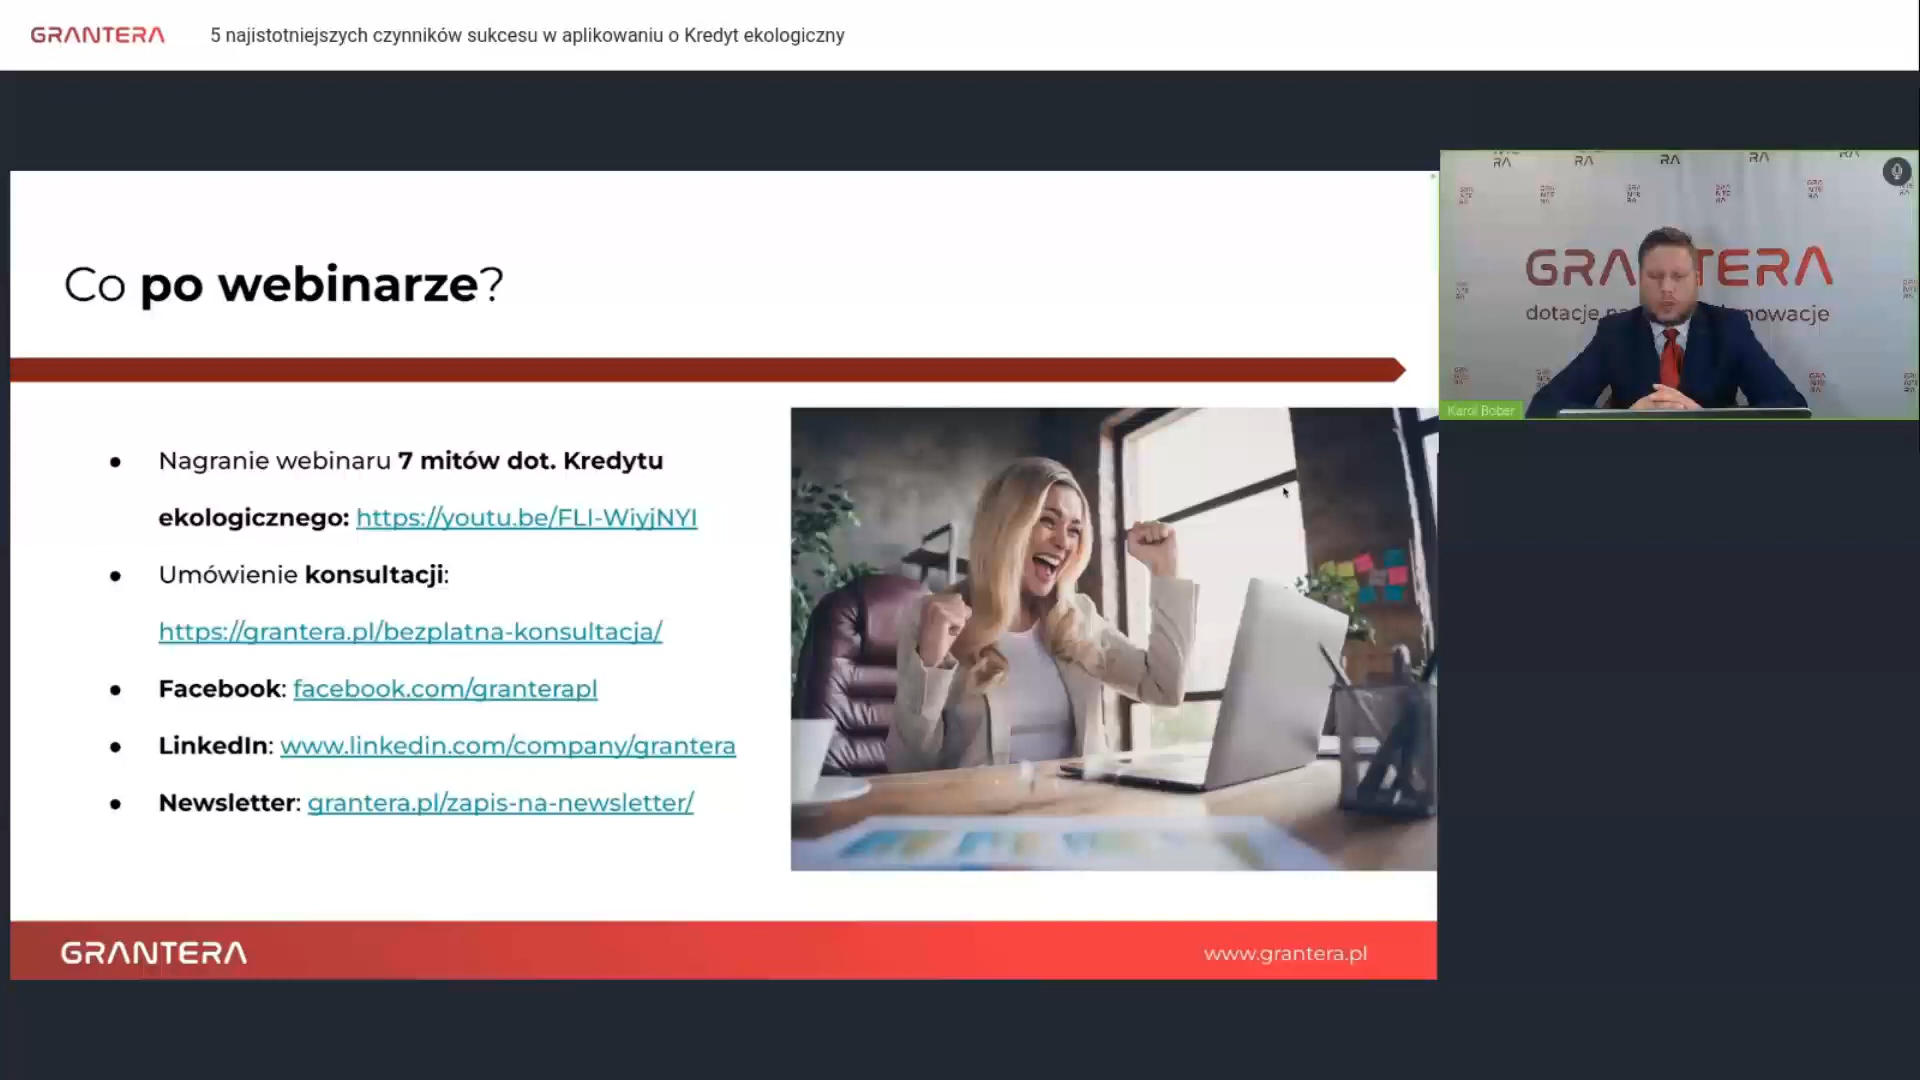 GRANTERA
5 najistotniejszych czynników sukcesu w aplikowaniu o Kredyt ekologiczny
Co po webinarze?
● Nagranie webinaru 7 mitów dot. Kredytu
ekologicznego: https://youtu.be/FLI-WiyjNYI
● Umówienie konsultacji:
https://grantera.pl/bezplatna-konsultacja/
● Facebook: facebook.com/granterapl
● LinkedIn: www.linkedin.com/company/grantera
● Newsletter: grantera.pl/zapis-na-newsletter/
GRANTERA
www.grantera.pl
GRA TERA
dotacje nowacje
Karol Bober